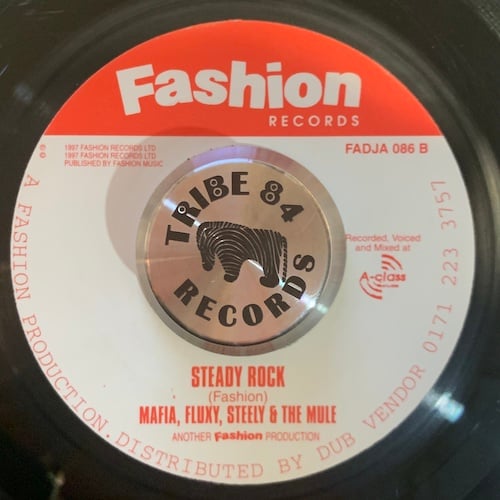 Fashion
RECORDS
℗ 1997 FASHION RECORDS LTD
© 1997 FASHION RECORDS LTD
PUBLISHED BY FASHION MUSIC
FADJA 086 B
TRIBE 84
RECORDS
Recorded, Voiced
and Mixed at
A-class
STEADY ROCK
(Fashion)
MAFIA, FLUXY, STEELY & THE MULE
ANOTHER Fashion PRODUCTION
A FASHION PRODUCTION. DISTRIBUTED BY DUB VENDOR 0171 223 3757